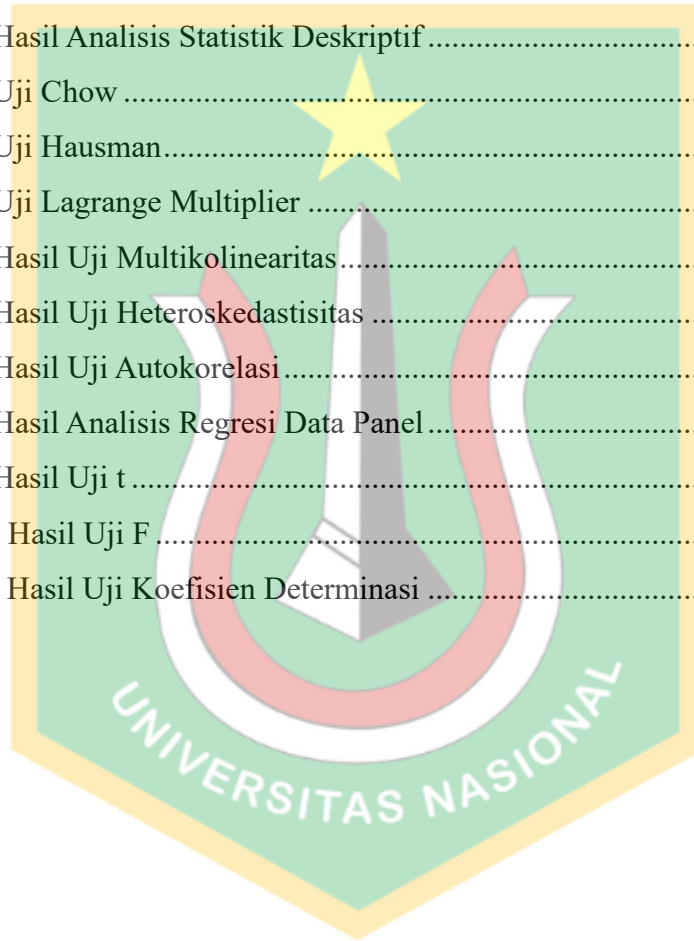 Hasil Analisis Statistik Deskriptif ..................................
Uji Chow ........................................................................
Uji Hausman...................................................................
Uji Lagrange Multiplier .................................................
Hasil Uji Multikolinearitas.............................................
Hasil Uji Heteroskedastisitas .........................................
Hasil Uji Autokorelasi....................................................
Hasil Analisis Regresi Data Panel..................................
Hasil Uji t .......................................................................
Hasil Uji F ....................................................................
Hasil Uji Koefisien Determinasi ..................................
UNIVERSITAS NASIONAL